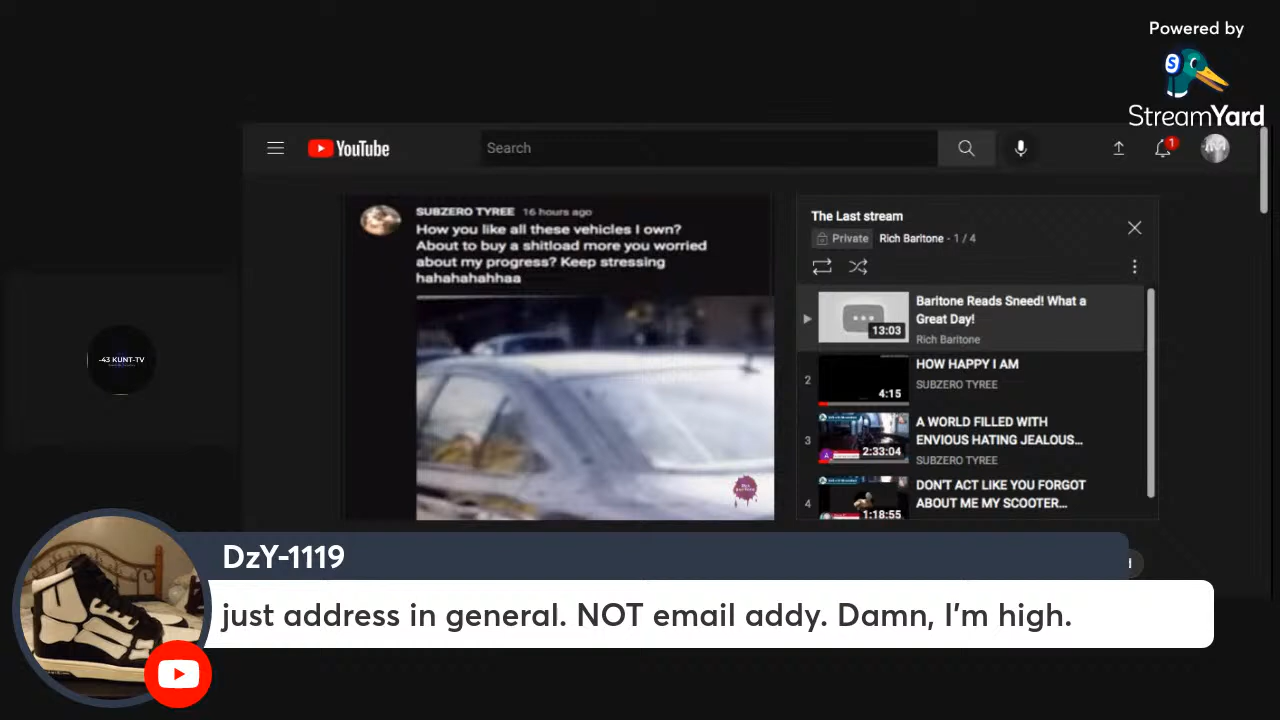 Powered by
StreamYard
YouTube
Search
1
SUBZERO TYREE 16 hours ago
How you like all these vehicles I own?
About to buy a shitload more you worried
about my progress? Keep stressing
hahahahahhaa
The Last stream
Private Rich Baritone - 1 / 4
13:03
Baritone Reads Sneed! What a
Great Day!
Rich Baritone
2
4:15
HOW HAPPY I AM
SUBZERO TYREE
3
2:33:04
A WORLD FILLED WITH
ENVIOUS HATING JEALOUS...
SUBZERO TYREE
4
1:18:55
DON'T ACT LIKE YOU FORGOT
ABOUT ME MY SCOOTER...
-43 KUNT-TV
DzY-1119
just address in general. NOT email addy. Damn, I'm high.